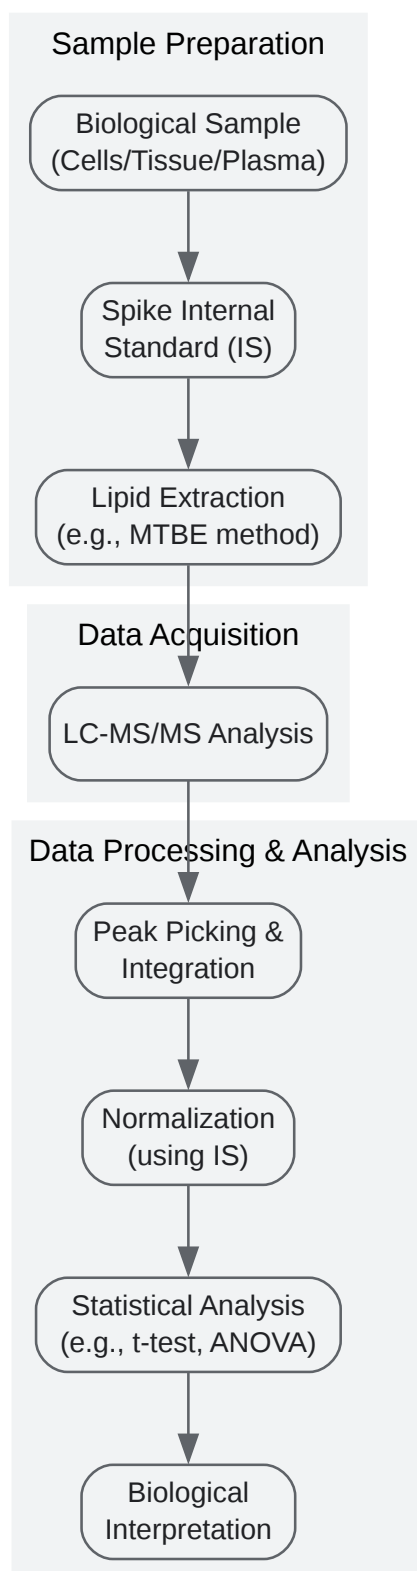 Sample Preparation
Biological Sample
(Cells/Tissue/Plasma)
Spike Internal
Standard (IS)
Lipid Extraction
(e.g., MTBE method)
Data Acquisition
LC-MS/MS Analysis
Data Processing & Analysis
Peak Picking &
Integration
Normalization
(using IS)
Statistical Analysis
(e.g., t-test, ANOVA)
Biological
Interpretation